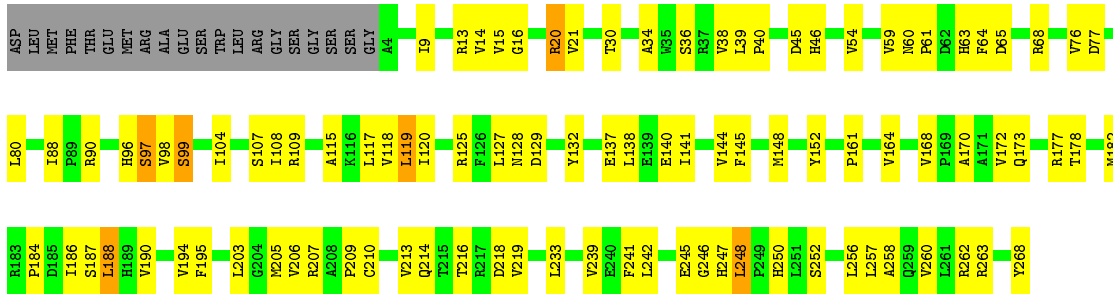 ASP LEU MET PHE THR GLU MET ARG ALA GLU SER TRP LEU ARG GLY SER GLY SER SER GLY A4 I9 R13 V14 V15 G16 R20 V21 T30 A34 W35 S36 R37 V38 L39 P40 D45 H46 V54 V59 N60 P61 D62 H63 F64 D65 R68 V76 D77
L80 I88 P89 R90 H96 S97 V98 S99 I104 S107 I108 R109 A115 K116 L117 V118 L119 I120 R125 F126 L127 N128 D129 Y132 E137 L138 E139 E140 I141 V144 F145 M148 Y152 P161 V164 V168 P169 A170 A171 V172 Q173 R177 T178 M182
R183 P184 D185 I186 S187 L188 H189 V190 V194 F195 L203 G204 M205 V206 R207 A208 P209 C210 V213 Q214 T215 T216 R217 D218 V219 L233 V239 E240 F241 L242 E245 G246 H247 L248 P249 H250 L251 S252 L256 L257 A258 Q259 V260 L261 R262 R263 Y268